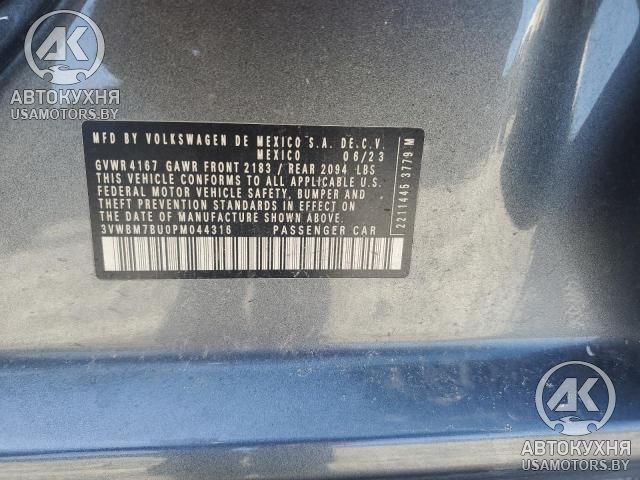 AK
АВТОКУХНЯ
USAMOTORS.BY
MFD BY VOLKSWAGEN DE MEXICO S.A. DE C.V.
MEXICO 06/23
GVWR 4167 GAWR FRONT 2183 / REAR 2094 LBS
THIS VEHICLE CONFORMS TO ALL APPLICABLE U.S.
FEDERAL MOTOR VEHICLE SAFETY, BUMPER AND
THEFT PREVENTION STANDARDS IN EFFECT ON
THE DATE OF MANUFACTURE SHOWN ABOVE.
3VWBM7BU0PM044316 PASSENGER CAR
2211445 3779 M
AK
АВТОКУХНЯ
USAMOTORS.BY